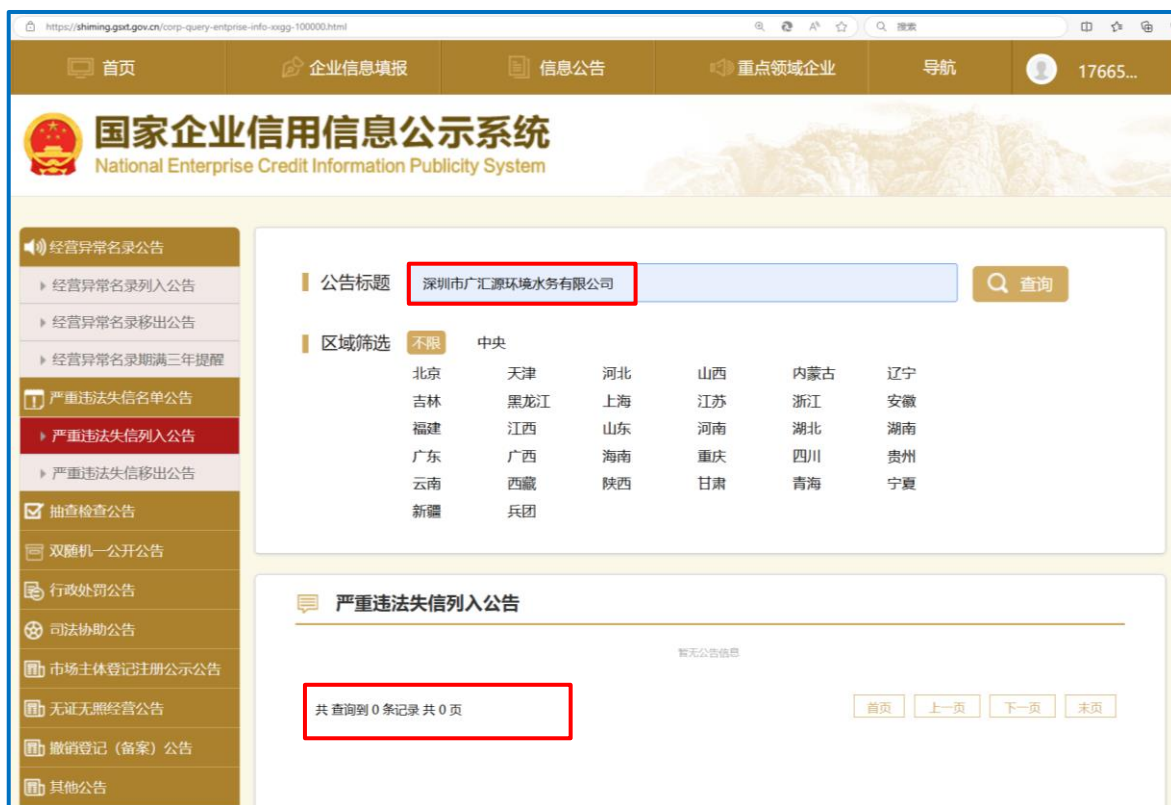 https://shiming.gsxt.gov.cn/corp-query-entprise-info-xxgg-100000.html
搜索
首页 企业信息填报 信息公告 重点领域企业 导航 17665...
国家企业信用信息公示系统
National Enterprise Credit Information Publicity System
经营异常名录公告
经营异常名录列入公告
经营异常名录移出公告
经营异常名录期满三年提醒
严重违法失信名单公告
严重违法失信列入公告
严重违法失信移出公告
抽查检查公告
双随机一公开公告
行政处罚公告
司法协助公告
市场主体登记注册公示公告
无证无照经营公告
撤销登记（备案）公告
其他公告
公告标题 深圳市广汇源环境水务有限公司 查询
区域筛选 不限 中央
北京 天津 河北 山西 内蒙古 辽宁
吉林 黑龙江 上海 江苏 浙江 安徽
福建 江西 山东 河南 湖北 湖南
广东 广西 海南 重庆 四川 贵州
云南 西藏 陕西 甘肃 青海 宁夏
新疆 兵团
严重违法失信列入公告
暂无公告信息
共 查询到 0 条记录 共 0 页
首页 上一页 下一页 末页